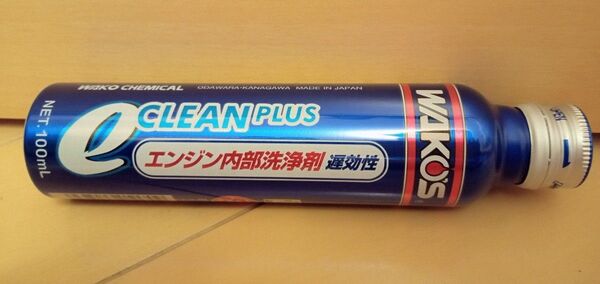 WAKO CHEMICAL ODAWARA・KANAGAWA MADE IN JAPAN
e CLEAN PLUS
エンジン内部洗浄剤 遅効性
NET.100mL
WAKO'S